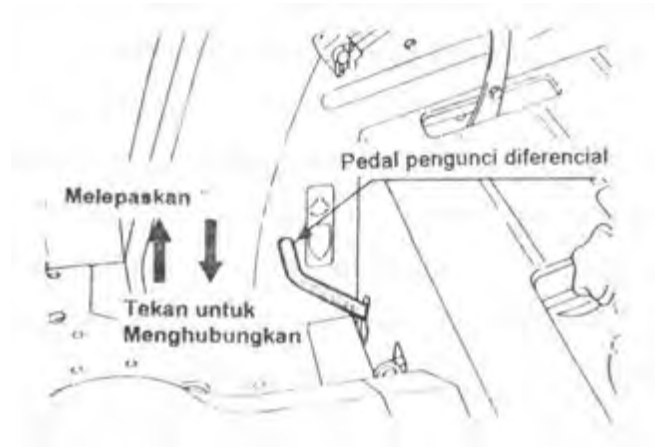 Pedal pengunci diferencial
Melepaskan
Tekan untuk
Menghubungkan